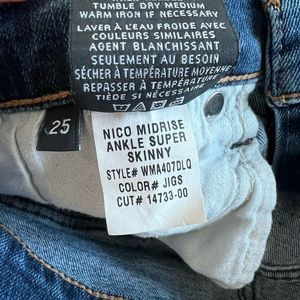 TUMBLE DRY MEDIUM
WARM IRON IF NECESSARY
LAVER À L'EAU FROIDE AVEC
COULEURS SIMILAIRES
AGENT BLANCHISSANT
SEULEMENT AU BESOIN
SÉCHER À TEMPÉRATURE MOYENNE
REPASSER À TEMPÉRATURE
TIÈDE SI NÉCESSAIRE
25
NICO MIDRISE
ANKLE SUPER
SKINNY
STYLE# WMA407DLQ
COLOR# JIGS
CUT# 14733-00